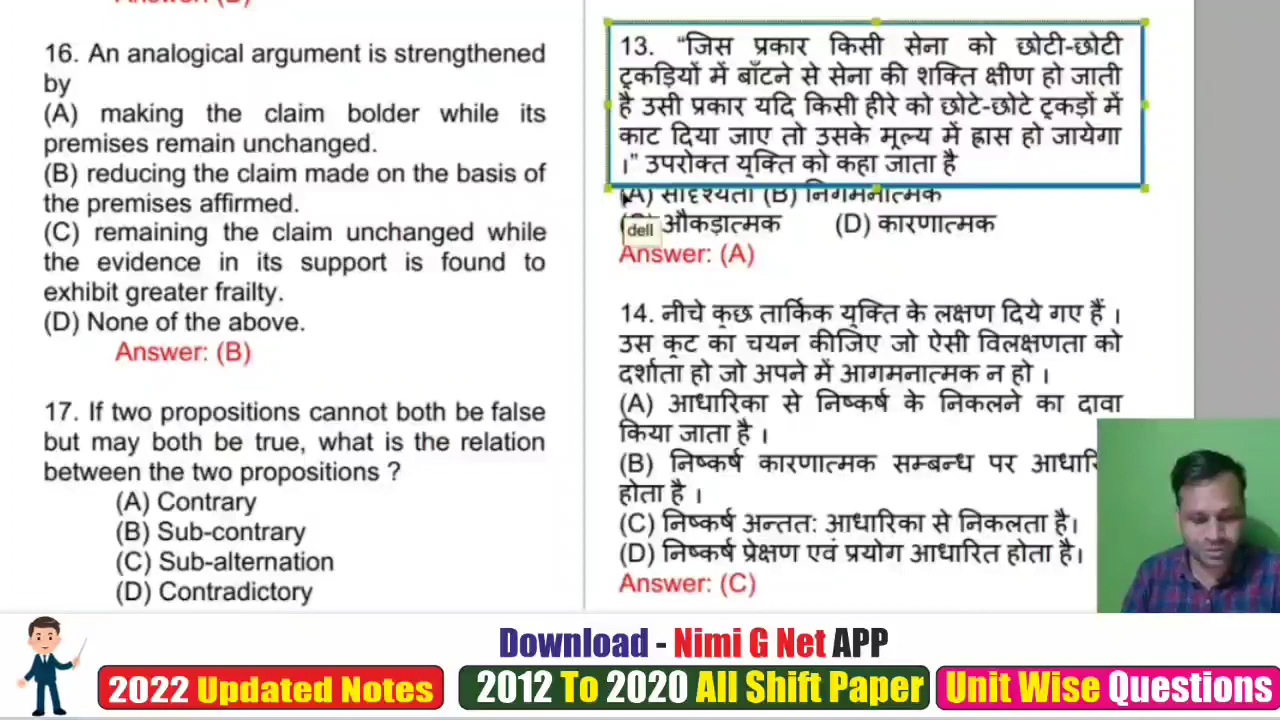 16. An analogical argument is strengthened
by
(A) making the claim bolder while its
premises remain unchanged.
(B) reducing the claim made on the basis of
the premises affirmed.
(C) remaining the claim unchanged while
the evidence in its support is found to
exhibit greater frailty.
(D) None of the above.
Answer: (B)
17. If two propositions cannot both be false
but may both be true, what is the relation
between the two propositions ?
(A) Contrary
(B) Sub-contrary
(C) Sub-alternation
(D) Contradictory
13. “जिस प्रकार किसी सेना को छोटी-छोटी
टुकड़ियों में बाँटने से सेना की शक्ति क्षीण हो जाती
है उसी प्रकार यदि किसी हीरे को छोटे-छोटे टुकड़ों में
काट दिया जाए तो उसके मूल्य में ह्रास हो जायेगा
।” उपरोक्त युक्ति को कहा जाता है
(A) सादृश्यता (B) निगमनात्मक
औकड़ात्मक (D) कारणात्मक
dell
Answer: (A)
14. नीचे कुछ तार्किक युक्ति के लक्षण दिये गए हैं ।
उस कूट का चयन कीजिए जो ऐसी विलक्षणता को
दर्शाता हो जो अपने में आगमनात्मक न हो ।
(A) आधारिका से निष्कर्ष के निकलने का दावा
किया जाता है ।
(B) निष्कर्ष कारणात्मक सम्बन्ध पर
होता है ।
(C) निष्कर्ष अन्तत: आधारिका से निकलता है।
(D) निष्कर्ष प्रेक्षण एवं प्रयोग आधारित होता है।
Answer: (C)
Download - Nimi G Net APP
2022 Updated Notes
2012 To 2020 All Shift Paper
Unit Wise Questions